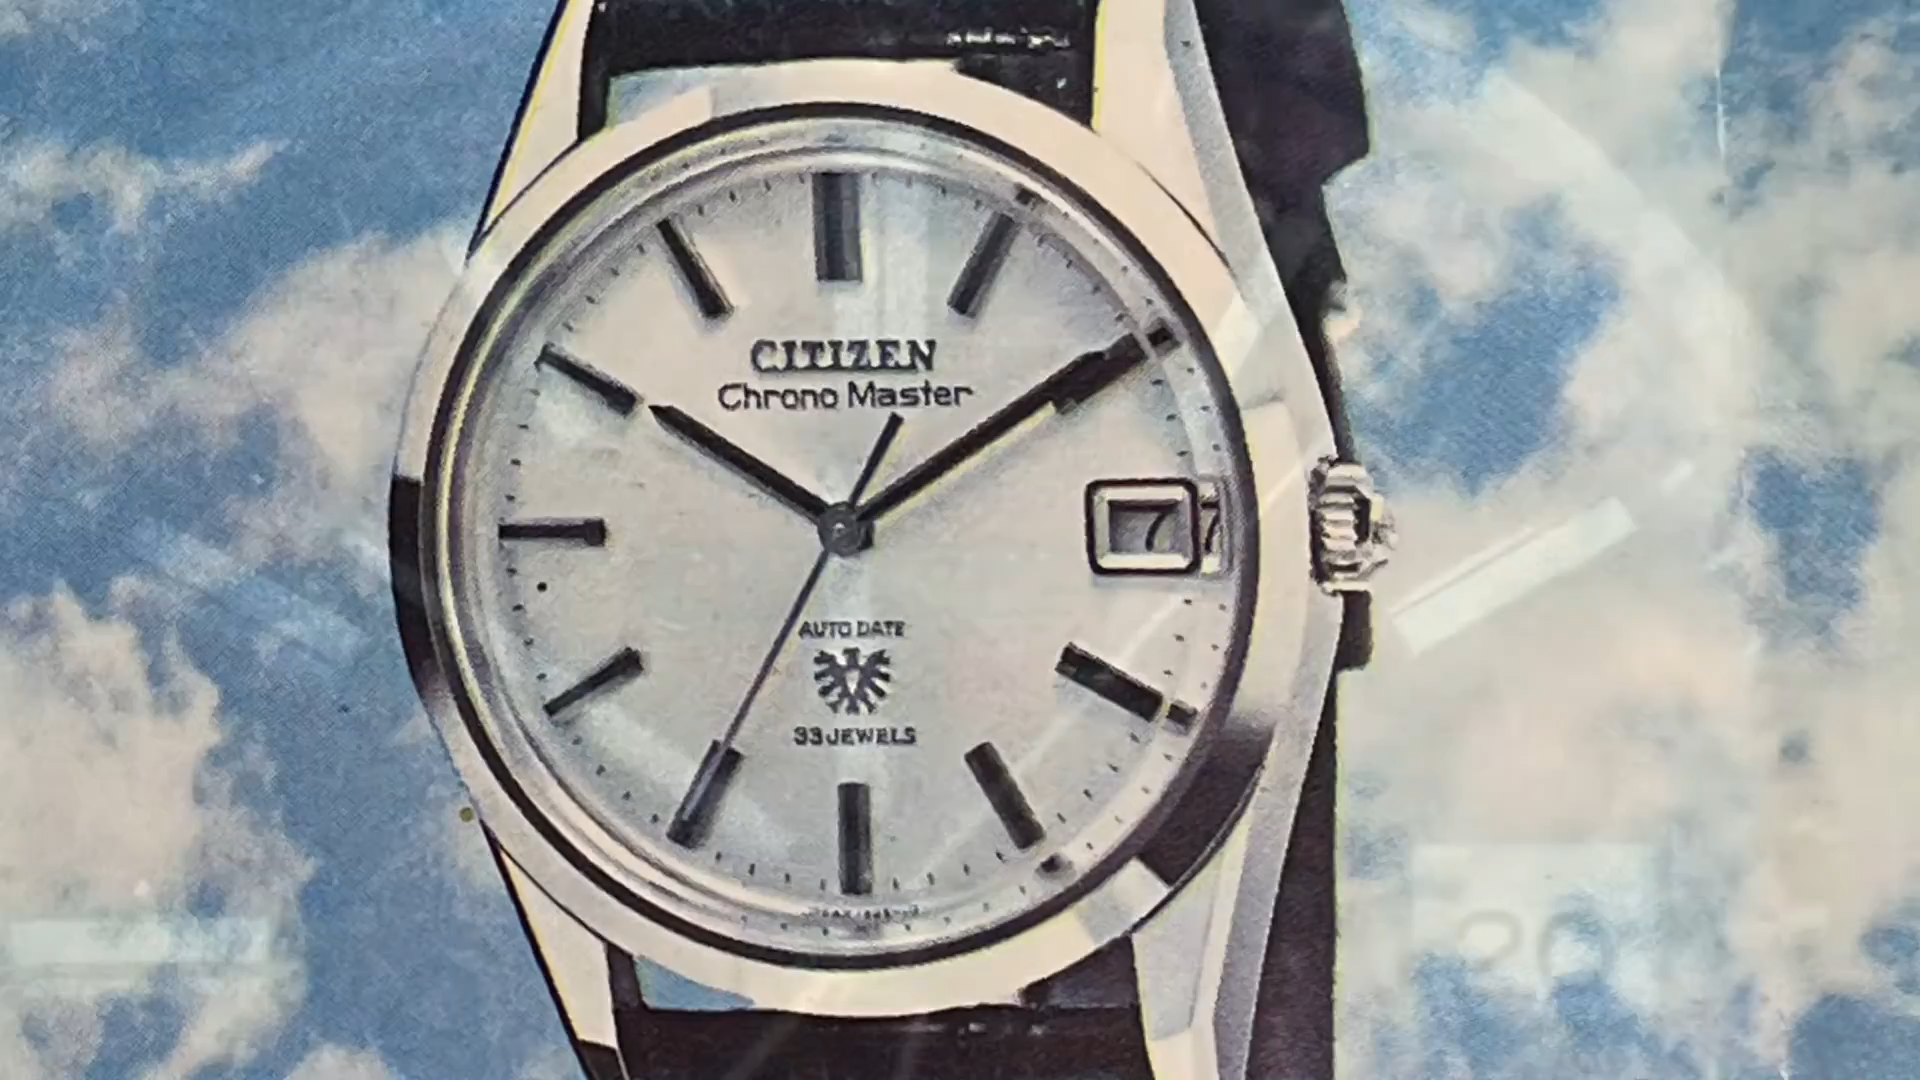 CITIZEN
Chrono Master
7
AUTO DATE
33 JEWELS